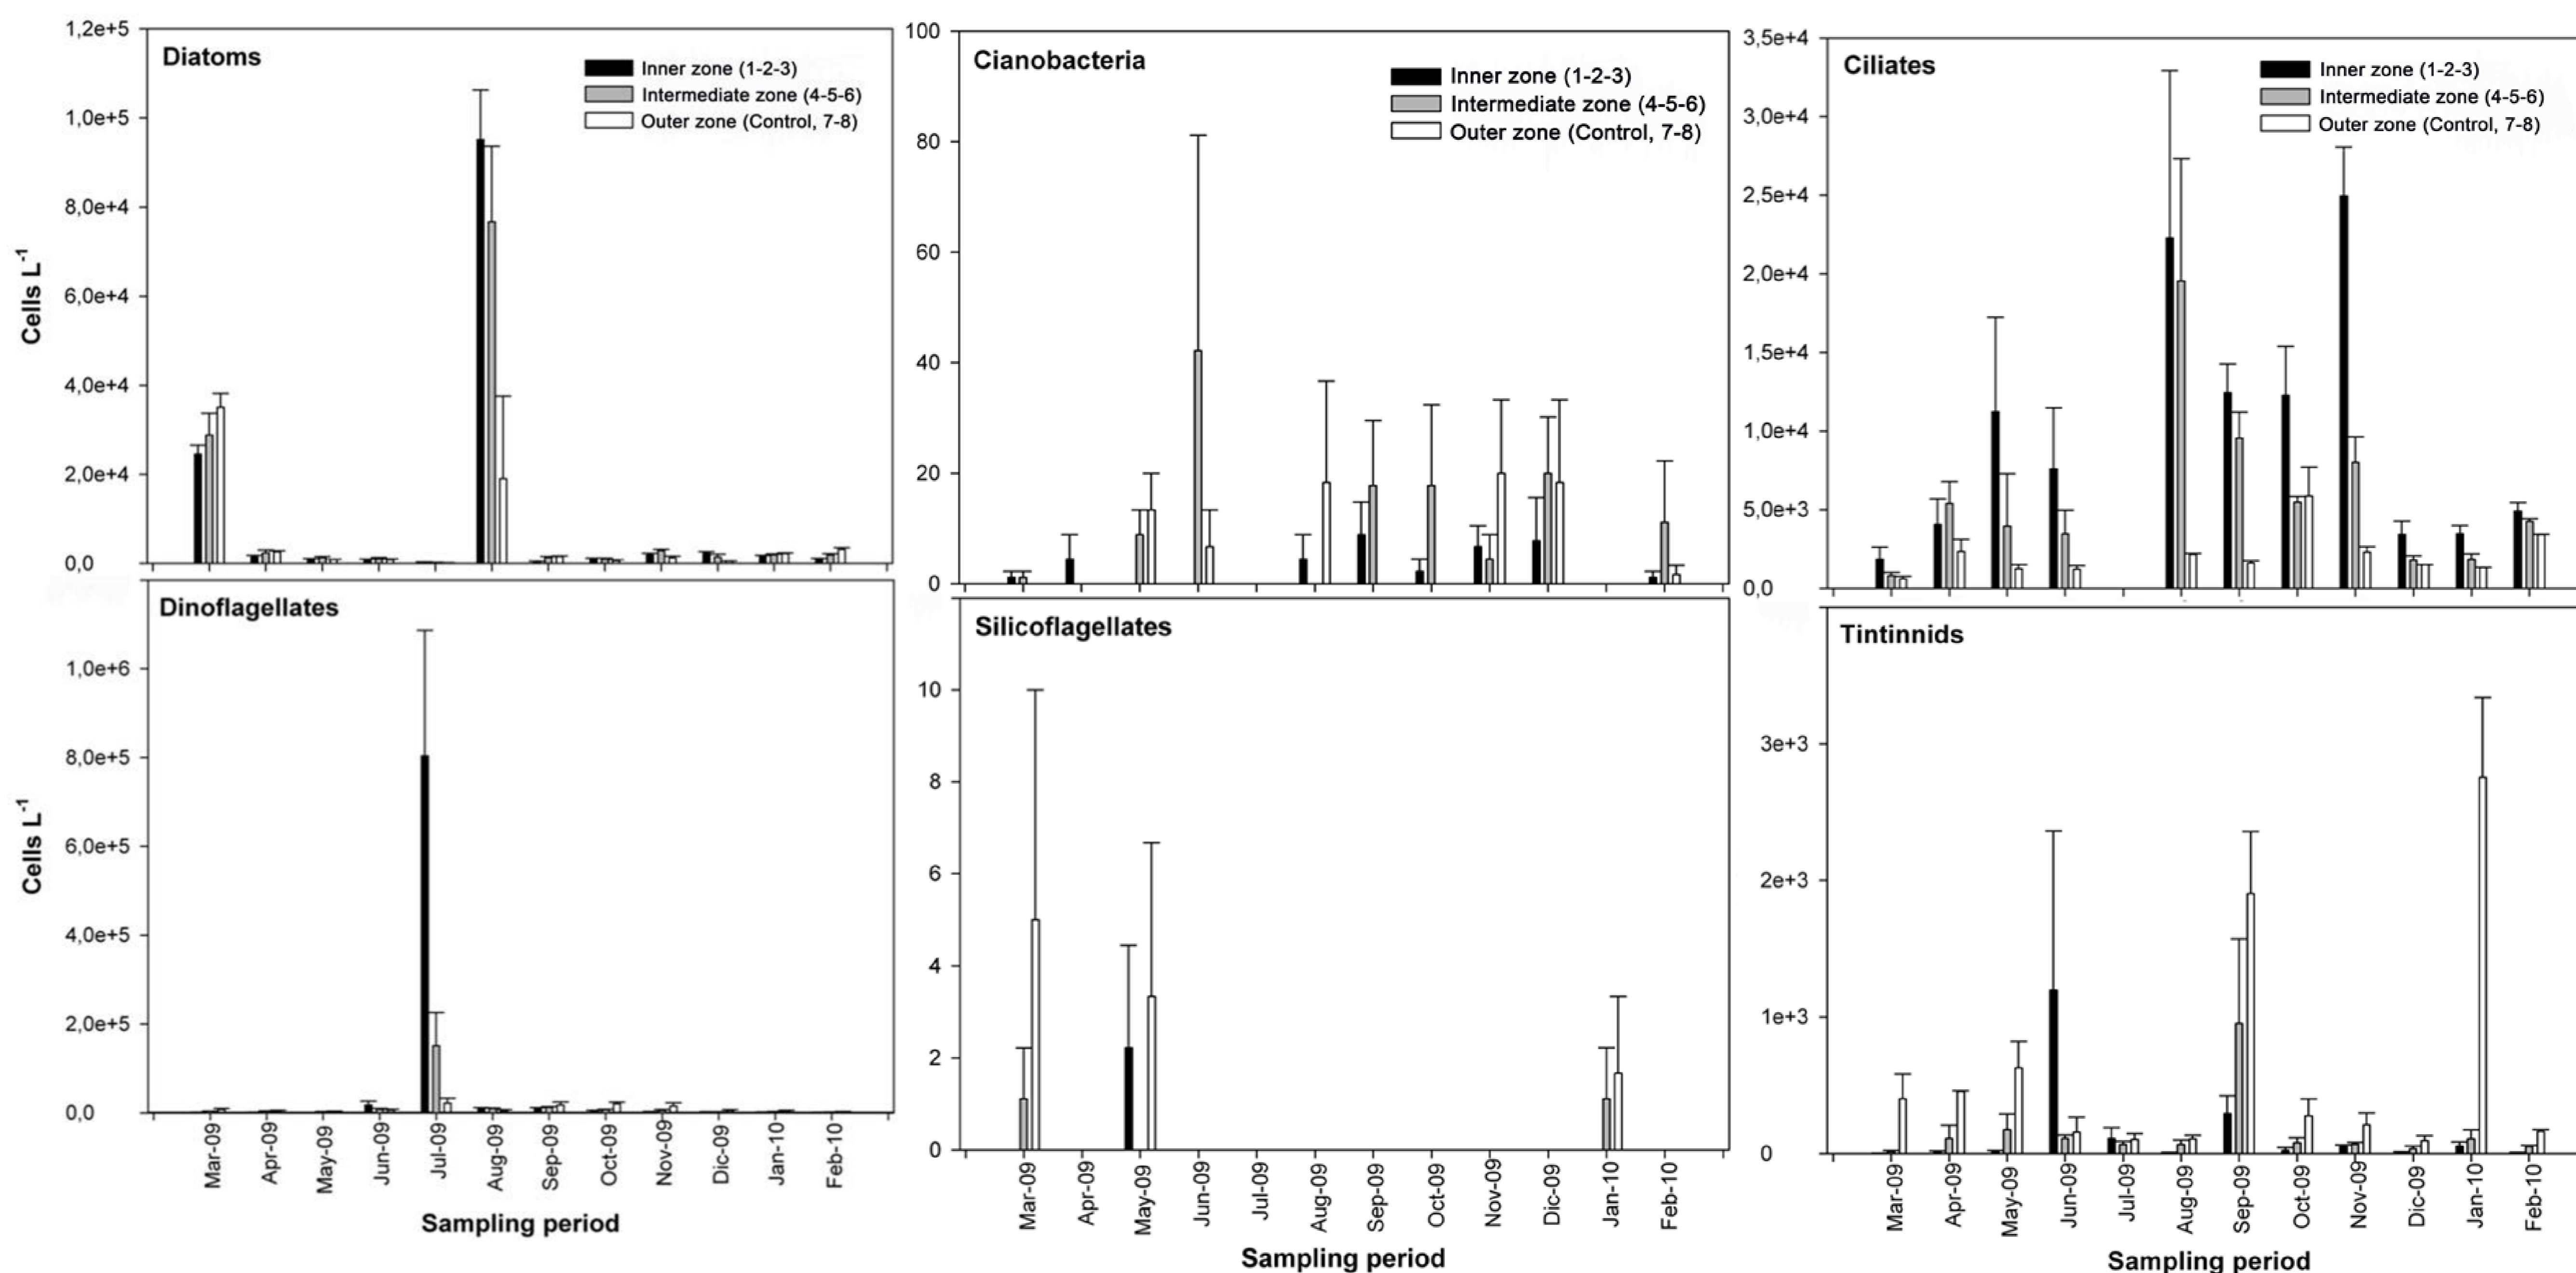 Diatoms
Inner zone (1-2-3)
Intermediate zone (4-5-6)
Outer zone (Control, 7-8)
1,2e+5
1,0e+5
8,0e+4
6,0e+4
4,0e+4
2,0e+4
0,0
Cells L-1
Cianobacteria
Inner zone (1-2-3)
Intermediate zone (4-5-6)
Outer zone (Control, 7-8)
100
80
60
40
20
0
Ciliates
Inner zone (1-2-3)
Intermediate zone (4-5-6)
Outer zone (Control, 7-8)
3,5e+4
3,0e+4
2,5e+4
2,0e+4
1,5e+4
1,0e+4
5,0e+3
0,0
Dinoflagellates
1,0e+6
8,0e+5
6,0e+5
4,0e+5
2,0e+5
0,0
Cells L-1
Mar-09
Apr-09
May-09
Jun-09
Jul-09
Aug-09
Sep-09
Oct-09
Nov-09
Dic-09
Jan-10
Feb-10
Sampling period
Silicoflagellates
10
8
6
4
2
0
Mar-09
Apr-09
May-09
Jun-09
Jul-09
Aug-09
Sep-09
Oct-09
Nov-09
Dic-09
Jan-10
Feb-10
Sampling period
Tintinnids
3e+3
2e+3
1e+3
0
Mar-09
Apr-09
May-09
Jun-09
Jul-09
Aug-09
Sep-09
Oct-09
Nov-09
Dic-09
Jan-10
Feb-10
Sampling period